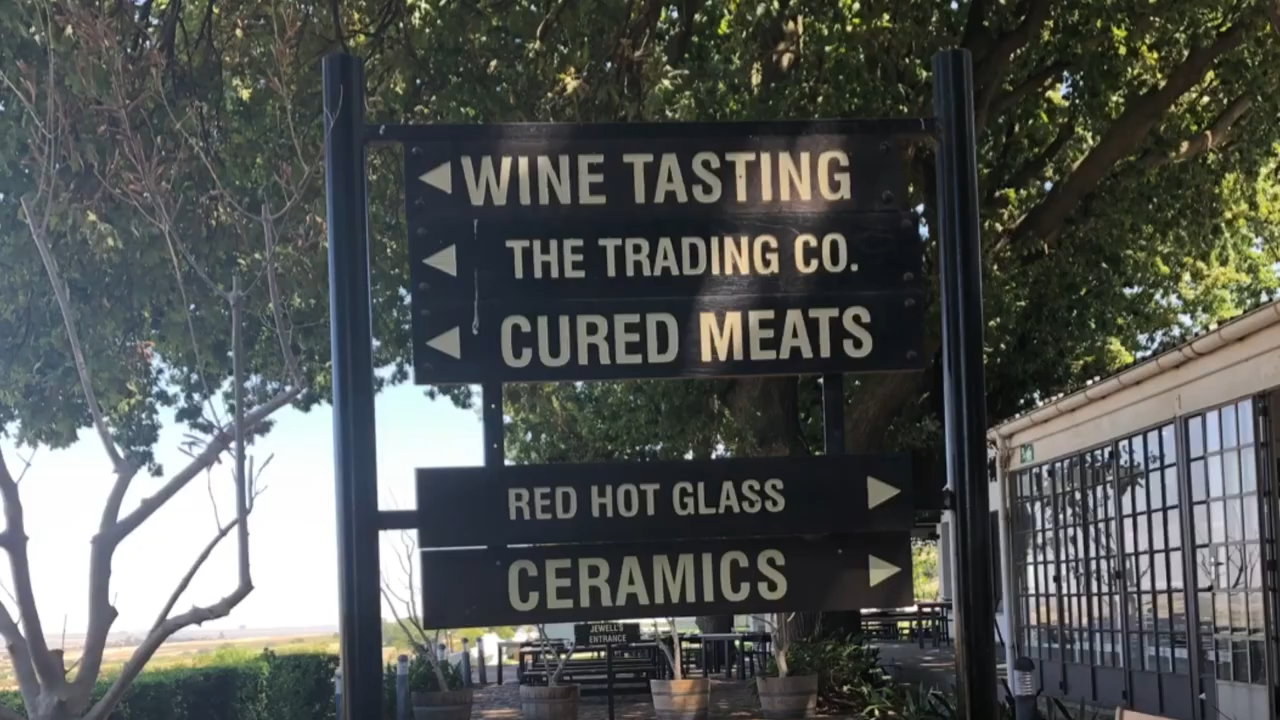 WINE TASTING
THE TRADING CO.
CURED MEATS
RED HOT GLASS
CERAMICS
JEWELL'S
ENTRANCE